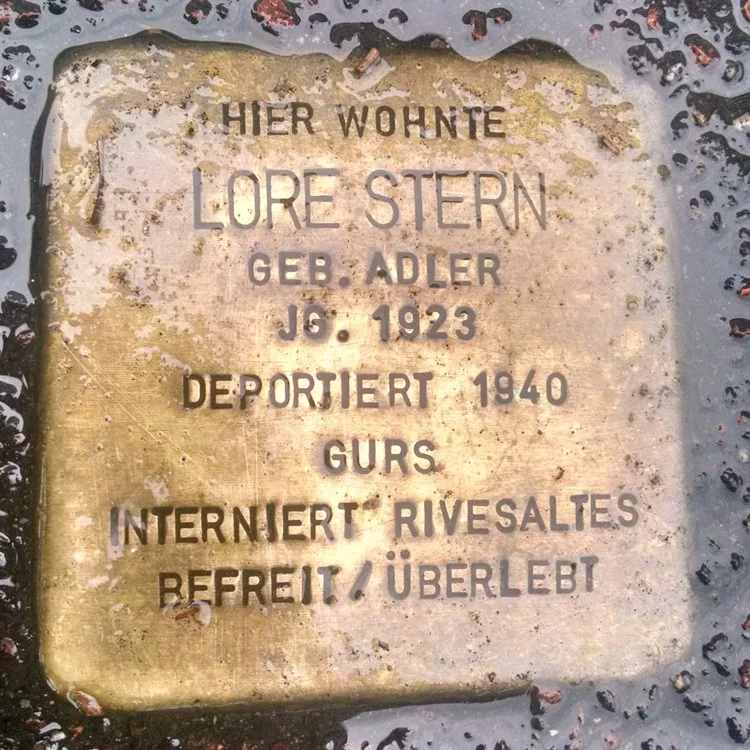 HIER WOHNTE
LORE STERN
GEB. ADLER
JG. 1923
DEPORTIERT 1940
GURS
INTERNIERT RIVESALTES
BEFREIT / ÜBERLEBT